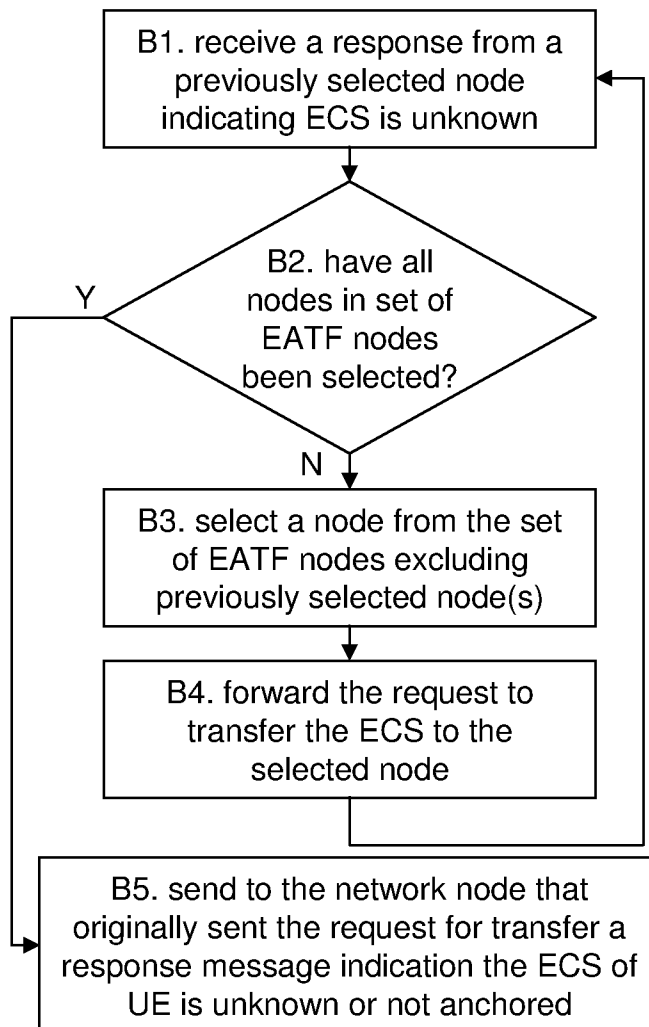 B1. receive a response from a
previously selected node
indicating ECS is unknown
B2. have all
nodes in set of
EATF nodes
been selected?
Y
N
B3. select a node from the set
of EATF nodes excluding
previously selected node(s)
B4. forward the request to
transfer the ECS to the
selected node
B5. send to the network node that
originally sent the request for transfer a
response message indication the ECS of
UE is unknown or not anchored